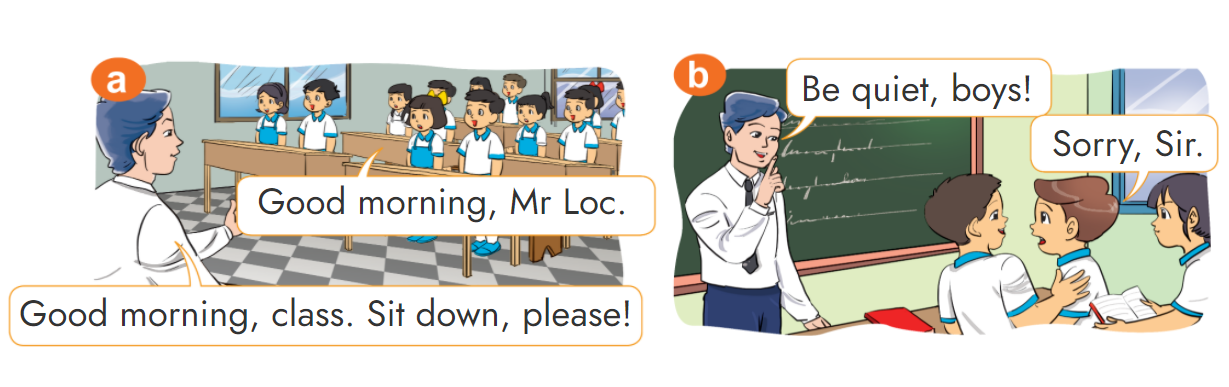 a
Good morning, Mr Loc.
Good morning, class. Sit down, please!
b
Be quiet, boys!
Sorry, Sir.